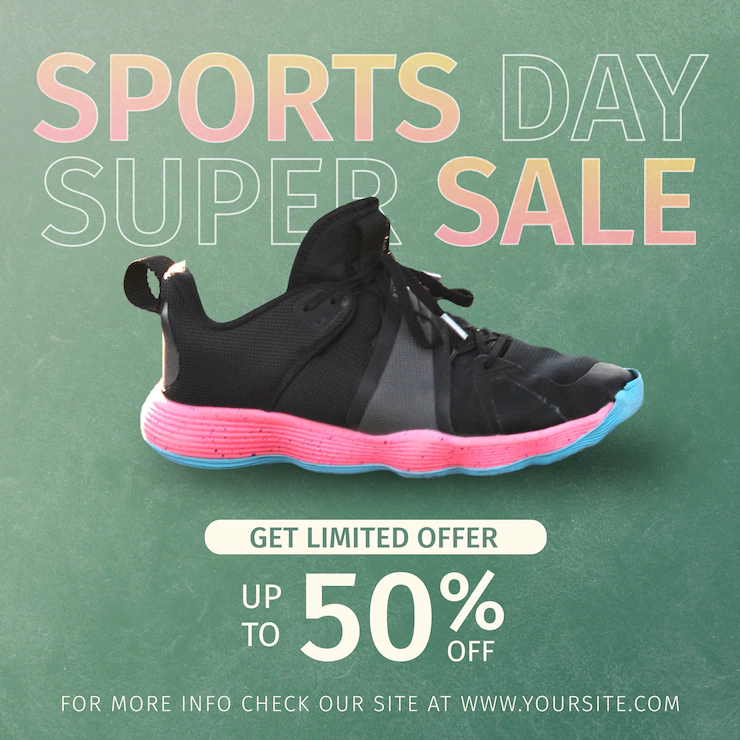 SPORTS DAY
SUPER SALE
GET LIMITED OFFER
UP TO 50% OFF
FOR MORE INFO CHECK OUR SITE AT WWW.YOURSITE.COM